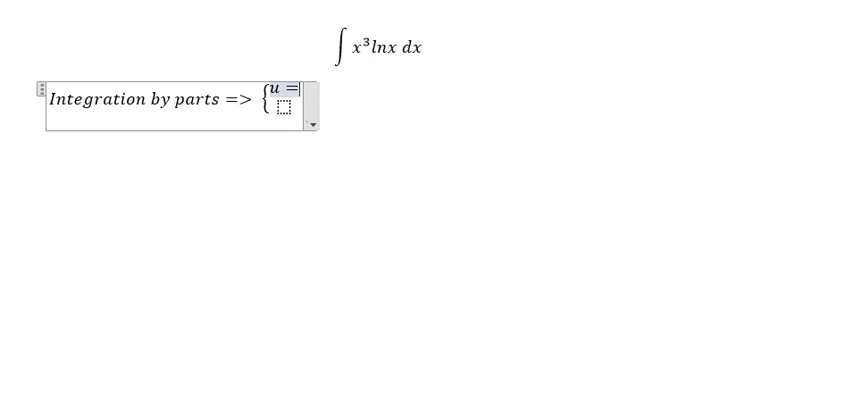 ∫ x³lnx dx
Integration by parts => { u =